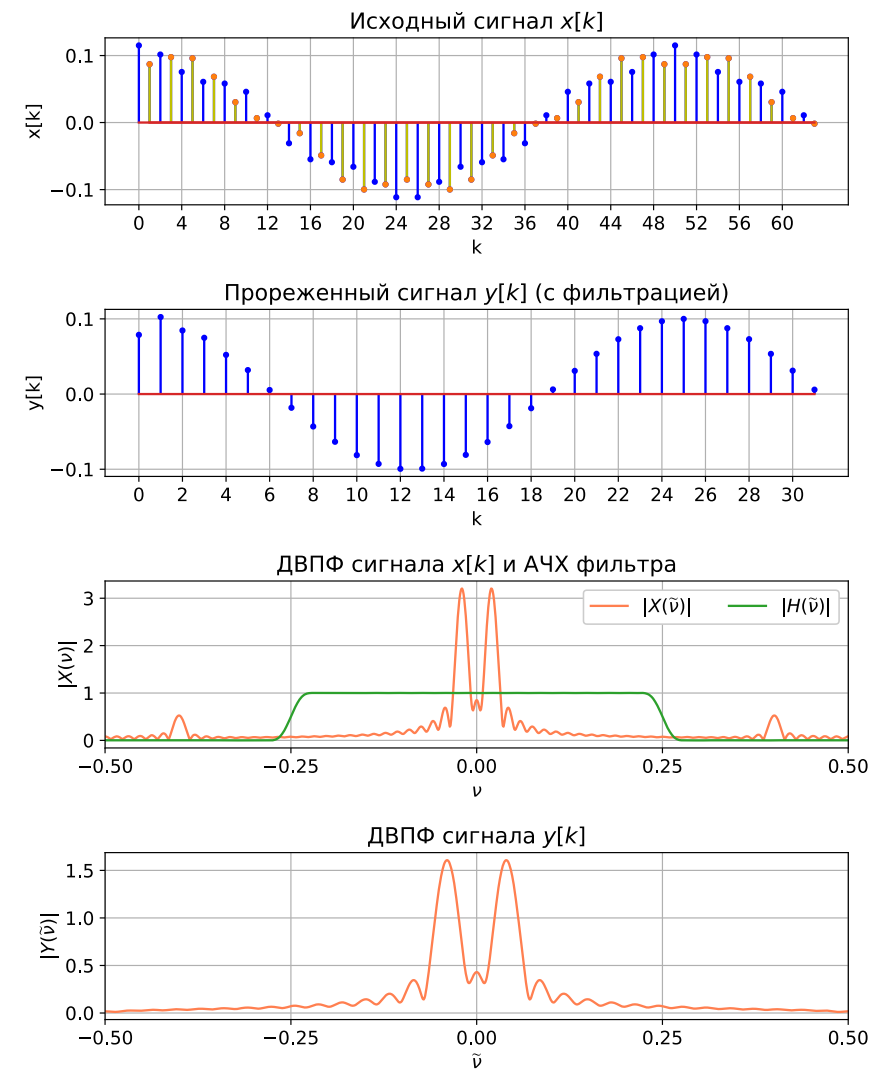 Исходный сигнал x[k]
x[k]
0.1
0.0
−0.1
0 4 8 12 16 20 24 28 32 36 40 44 48 52 56 60
k
Прореженный сигнал y[k] (с фильтрацией)
y[k]
0.1
0.0
−0.1
0 2 4 6 8 10 12 14 16 18 20 22 24 26 28 30
k
ДВПФ сигнала x[k] и АЧХ фильтра
|X(ν)|
3
2
1
0
|X(ν̃)| |H(ν̃)|
−0.50 −0.25 0.00 0.25 0.50
ν
ДВПФ сигнала y[k]
|Y(ν̃)|
1.5
1.0
0.5
0.0
−0.50 −0.25 0.00 0.25 0.50
ν̃